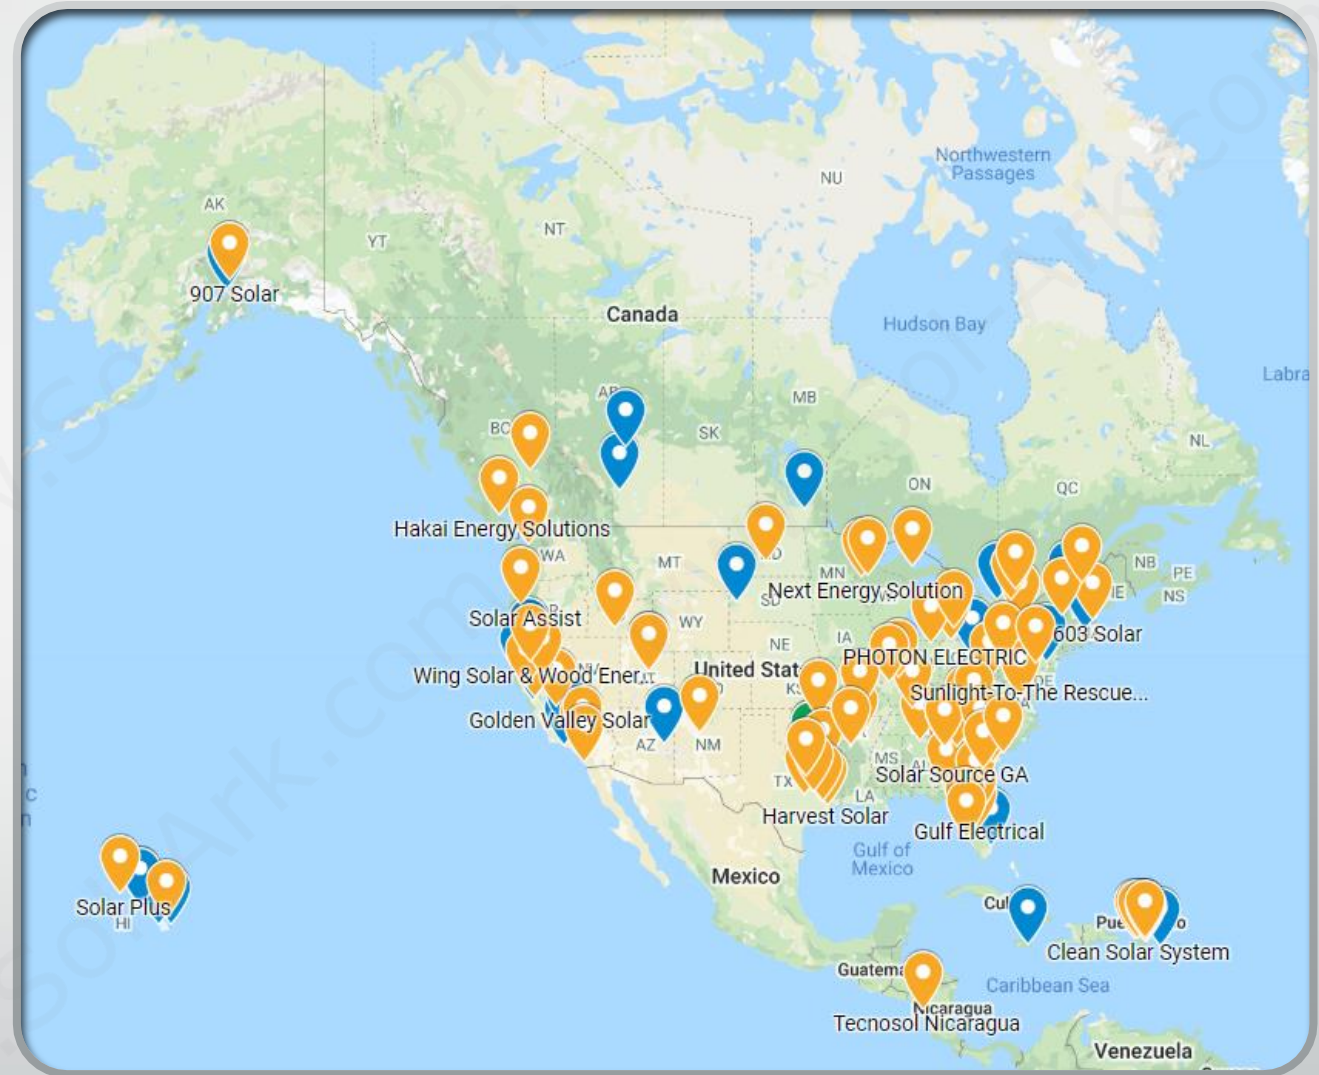 Northwestern
Passages
NU
AK
NT
YT
907 Solar
Canada
Hudson Bay
Labra
MB
BC
SK
NL
ON
QC
Hakai Energy Solutions
WA
MT
NB
PE
MN
NS
Next Energy Solution
SD
Solar Assist
WY
603 Solar
NE
IA
PHOTON ELECTRIC
United Stat
Wing Solar & Wood Ener...
DE
Sunlight-To-The Rescue...
Golden Valley Solar
AZ
NM
MS
Solar Source GA
TX
LA
Harvest Solar
Gulf Electrical
Gulf of
Mexico
Mexico
Solar Plus
HI
Clean Solar System
Guatema
Caribbean Sea
Nicaragua
Tecnosol Nicaragua
Venezuela